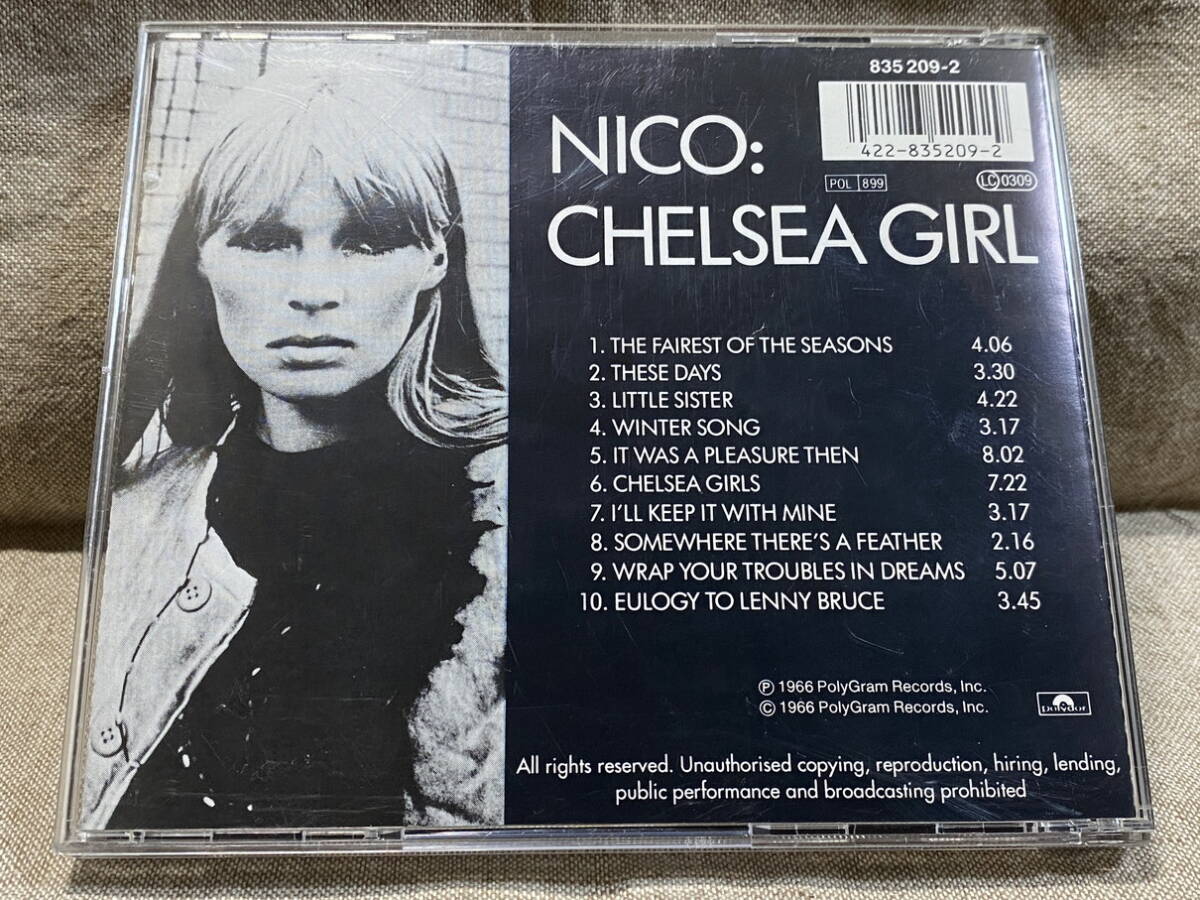 835 209-2
422-835209-2
POL 899
LC 0309
NICO:
CHELSEA GIRL
1. THE FAIREST OF THE SEASONS 4.06
2. THESE DAYS 3.30
3. LITTLE SISTER 4.22
4. WINTER SONG 3.17
5. IT WAS A PLEASURE THEN 8.02
6. CHELSEA GIRLS 7.22
7. I'LL KEEP IT WITH MINE 3.17
8. SOMEWHERE THERE'S A FEATHER 2.16
9. WRAP YOUR TROUBLES IN DREAMS 5.07
10. EULOGY TO LENNY BRUCE 3.45
℗ 1966 PolyGram Records, Inc.
© 1966 PolyGram Records, Inc.
polydor
All rights reserved. Unauthorised copying, reproduction, hiring, lending,
public performance and broadcasting prohibited